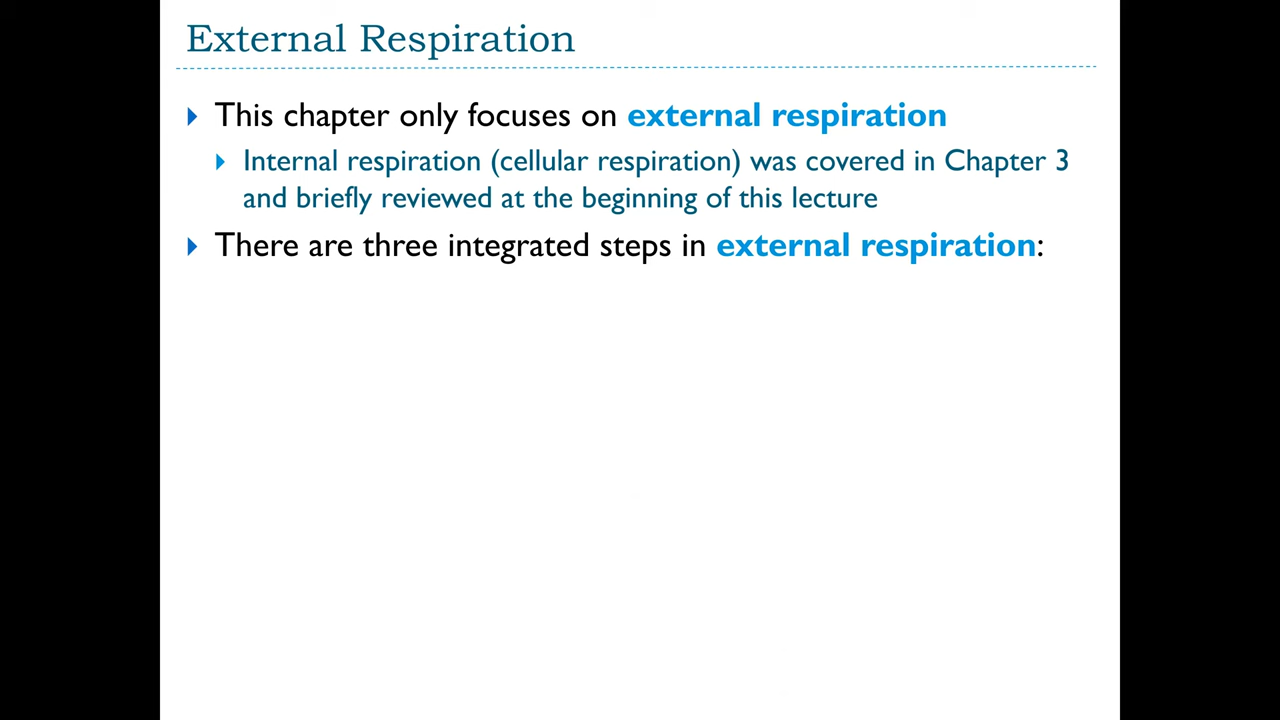 External Respiration
This chapter only focuses on external respiration
Internal respiration (cellular respiration) was covered in Chapter 3
and briefly reviewed at the beginning of this lecture
There are three integrated steps in external respiration: